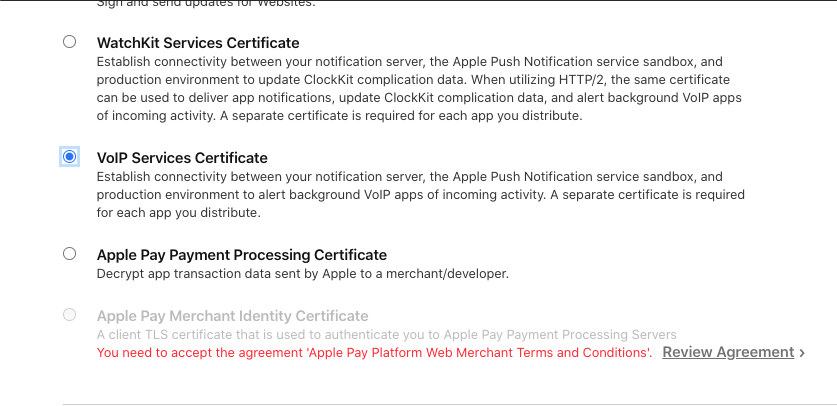 Sign and send updates for Websites.
WatchKit Services Certificate
Establish connectivity between your notification server, the Apple Push Notification service sandbox, and
production environment to update ClockKit complication data. When utilizing HTTP/2, the same certificate
can be used to deliver app notifications, update ClockKit complication data, and alert background VoIP apps
of incoming activity. A separate certificate is required for each app you distribute.
VoIP Services Certificate
Establish connectivity between your notification server, the Apple Push Notification service sandbox, and
production environment to alert background VoIP apps of incoming activity. A separate certificate is required
for each app you distribute.
Apple Pay Payment Processing Certificate
Decrypt app transaction data sent by Apple to a merchant/developer.
Apple Pay Merchant Identity Certificate
A client TLS certificate that is used to authenticate you to Apple Pay Payment Processing Servers
You need to accept the agreement 'Apple Pay Platform Web Merchant Terms and Conditions'. Review Agreement >